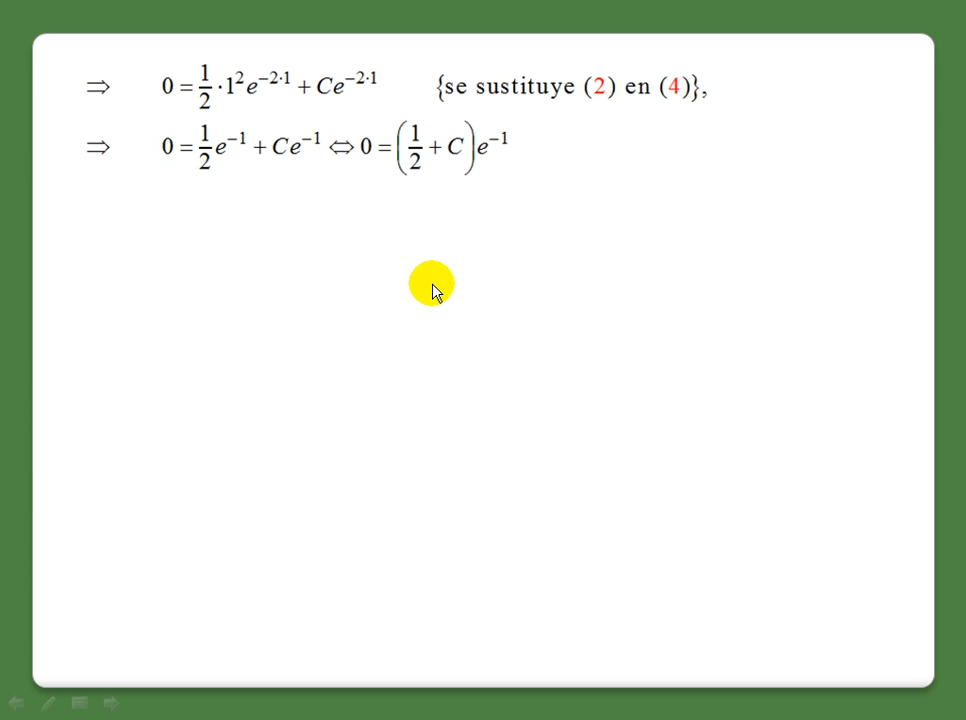 ⇒ 0 = 1/2 · 1² e^(−2·1) + Ce^(−2·1) {se sustituye (2) en (4)},
⇒ 0 = 1/2 e^(−1) + Ce^(−1) ⇔ 0 = (1/2 + C) e^(−1)